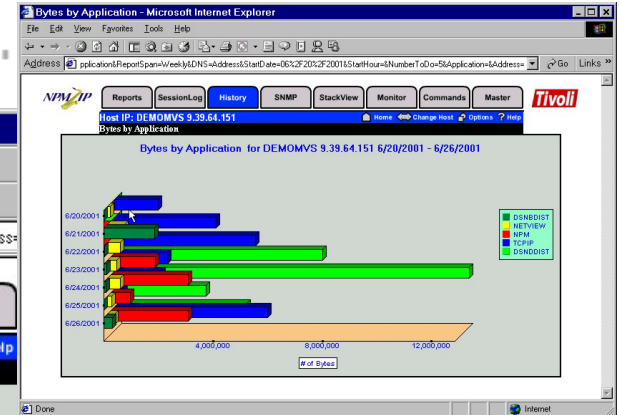 Bytes by Application - Microsoft Internet Explorer
File Edit View Favorites Tools Help
Address pplication&ReportSpan=Weekly&DNS=Address&StartDate=06%2F20%2F2001&StartHour=&NumberToDo=5&Application=&Address= Go Links »
NPM/IP Reports SessionLog History SNMP StackView Monitor Commands Master Tivoli
Host IP: DEMOMVS 9.39.64.151 Home Change Host Options ? Help
Bytes by Application
Bytes by Application for DEMOMVS 9.39.64.151 6/20/2001 - 6/26/2001
6/20/2001
6/21/2001
6/22/2001
6/23/2001
6/24/2001
6/25/2001
6/26/2001
DSNBDIST
NETVIEW
NPM
TCPIP
DSNDDIST
4,000,000 8,000,000 12,000,000
# of Bytes
Done Internet
elp